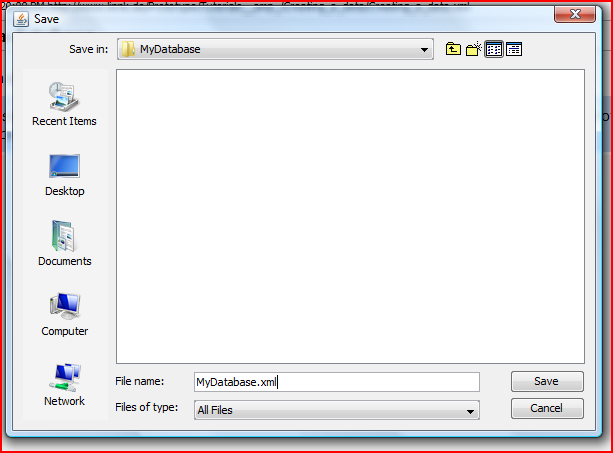 Save
Save in: MyDatabase
Recent Items
Desktop
Documents
Computer
Network
File name: MyDatabase.xml Save
Files of type: All Files Cancel